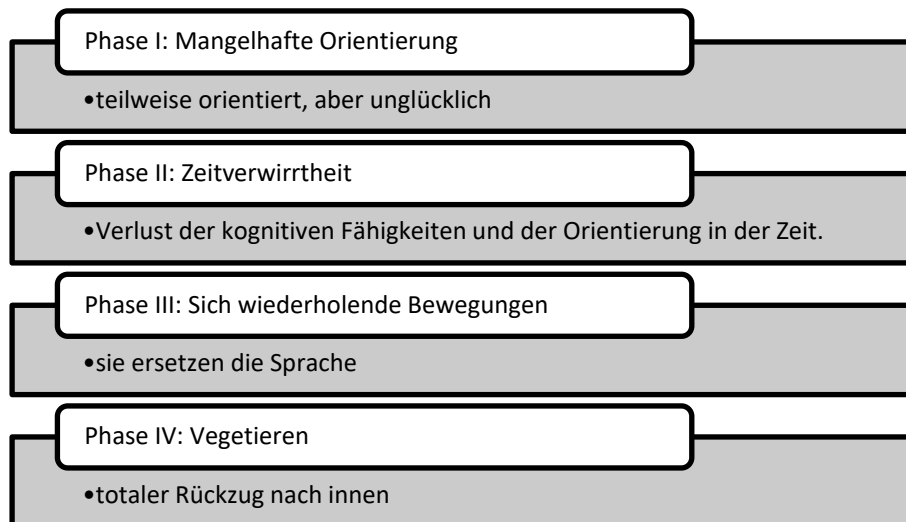 Phase I: Mangelhafte Orientierung
•teilweise orientiert, aber unglücklich
Phase II: Zeitverwirrtheit
•Verlust der kognitiven Fähigkeiten und der Orientierung in der Zeit.
Phase III: Sich wiederholende Bewegungen
•sie ersetzen die Sprache
Phase IV: Vegetieren
•totaler Rückzug nach innen